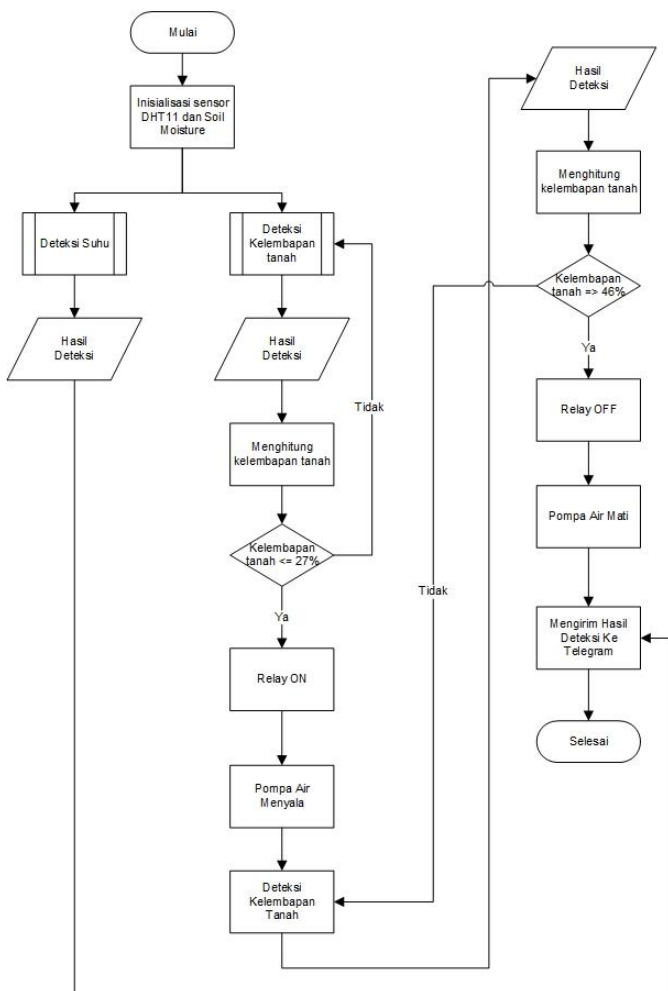 Mulai
Inisialisasi sensor
DHT11 dan Soil
Moisture
Deteksi Suhu
Deteksi
Kelembapan
tanah
Hasil
Deteksi
Hasil
Deteksi
Menghitung
kelembapan tanah
Tidak
Kelembapan
tanah <= 27%
Ya
Relay ON
Pompa Air
Menyala
Deteksi
Kelembapan
Tanah
Hasil
Deteksi
Menghitung
kelembapan tanah
Kelembapan
tanah => 46%
Ya
Tidak
Relay OFF
Pompa Air Mati
Mengirim Hasil
Deteksi Ke
Telegram
Selesai